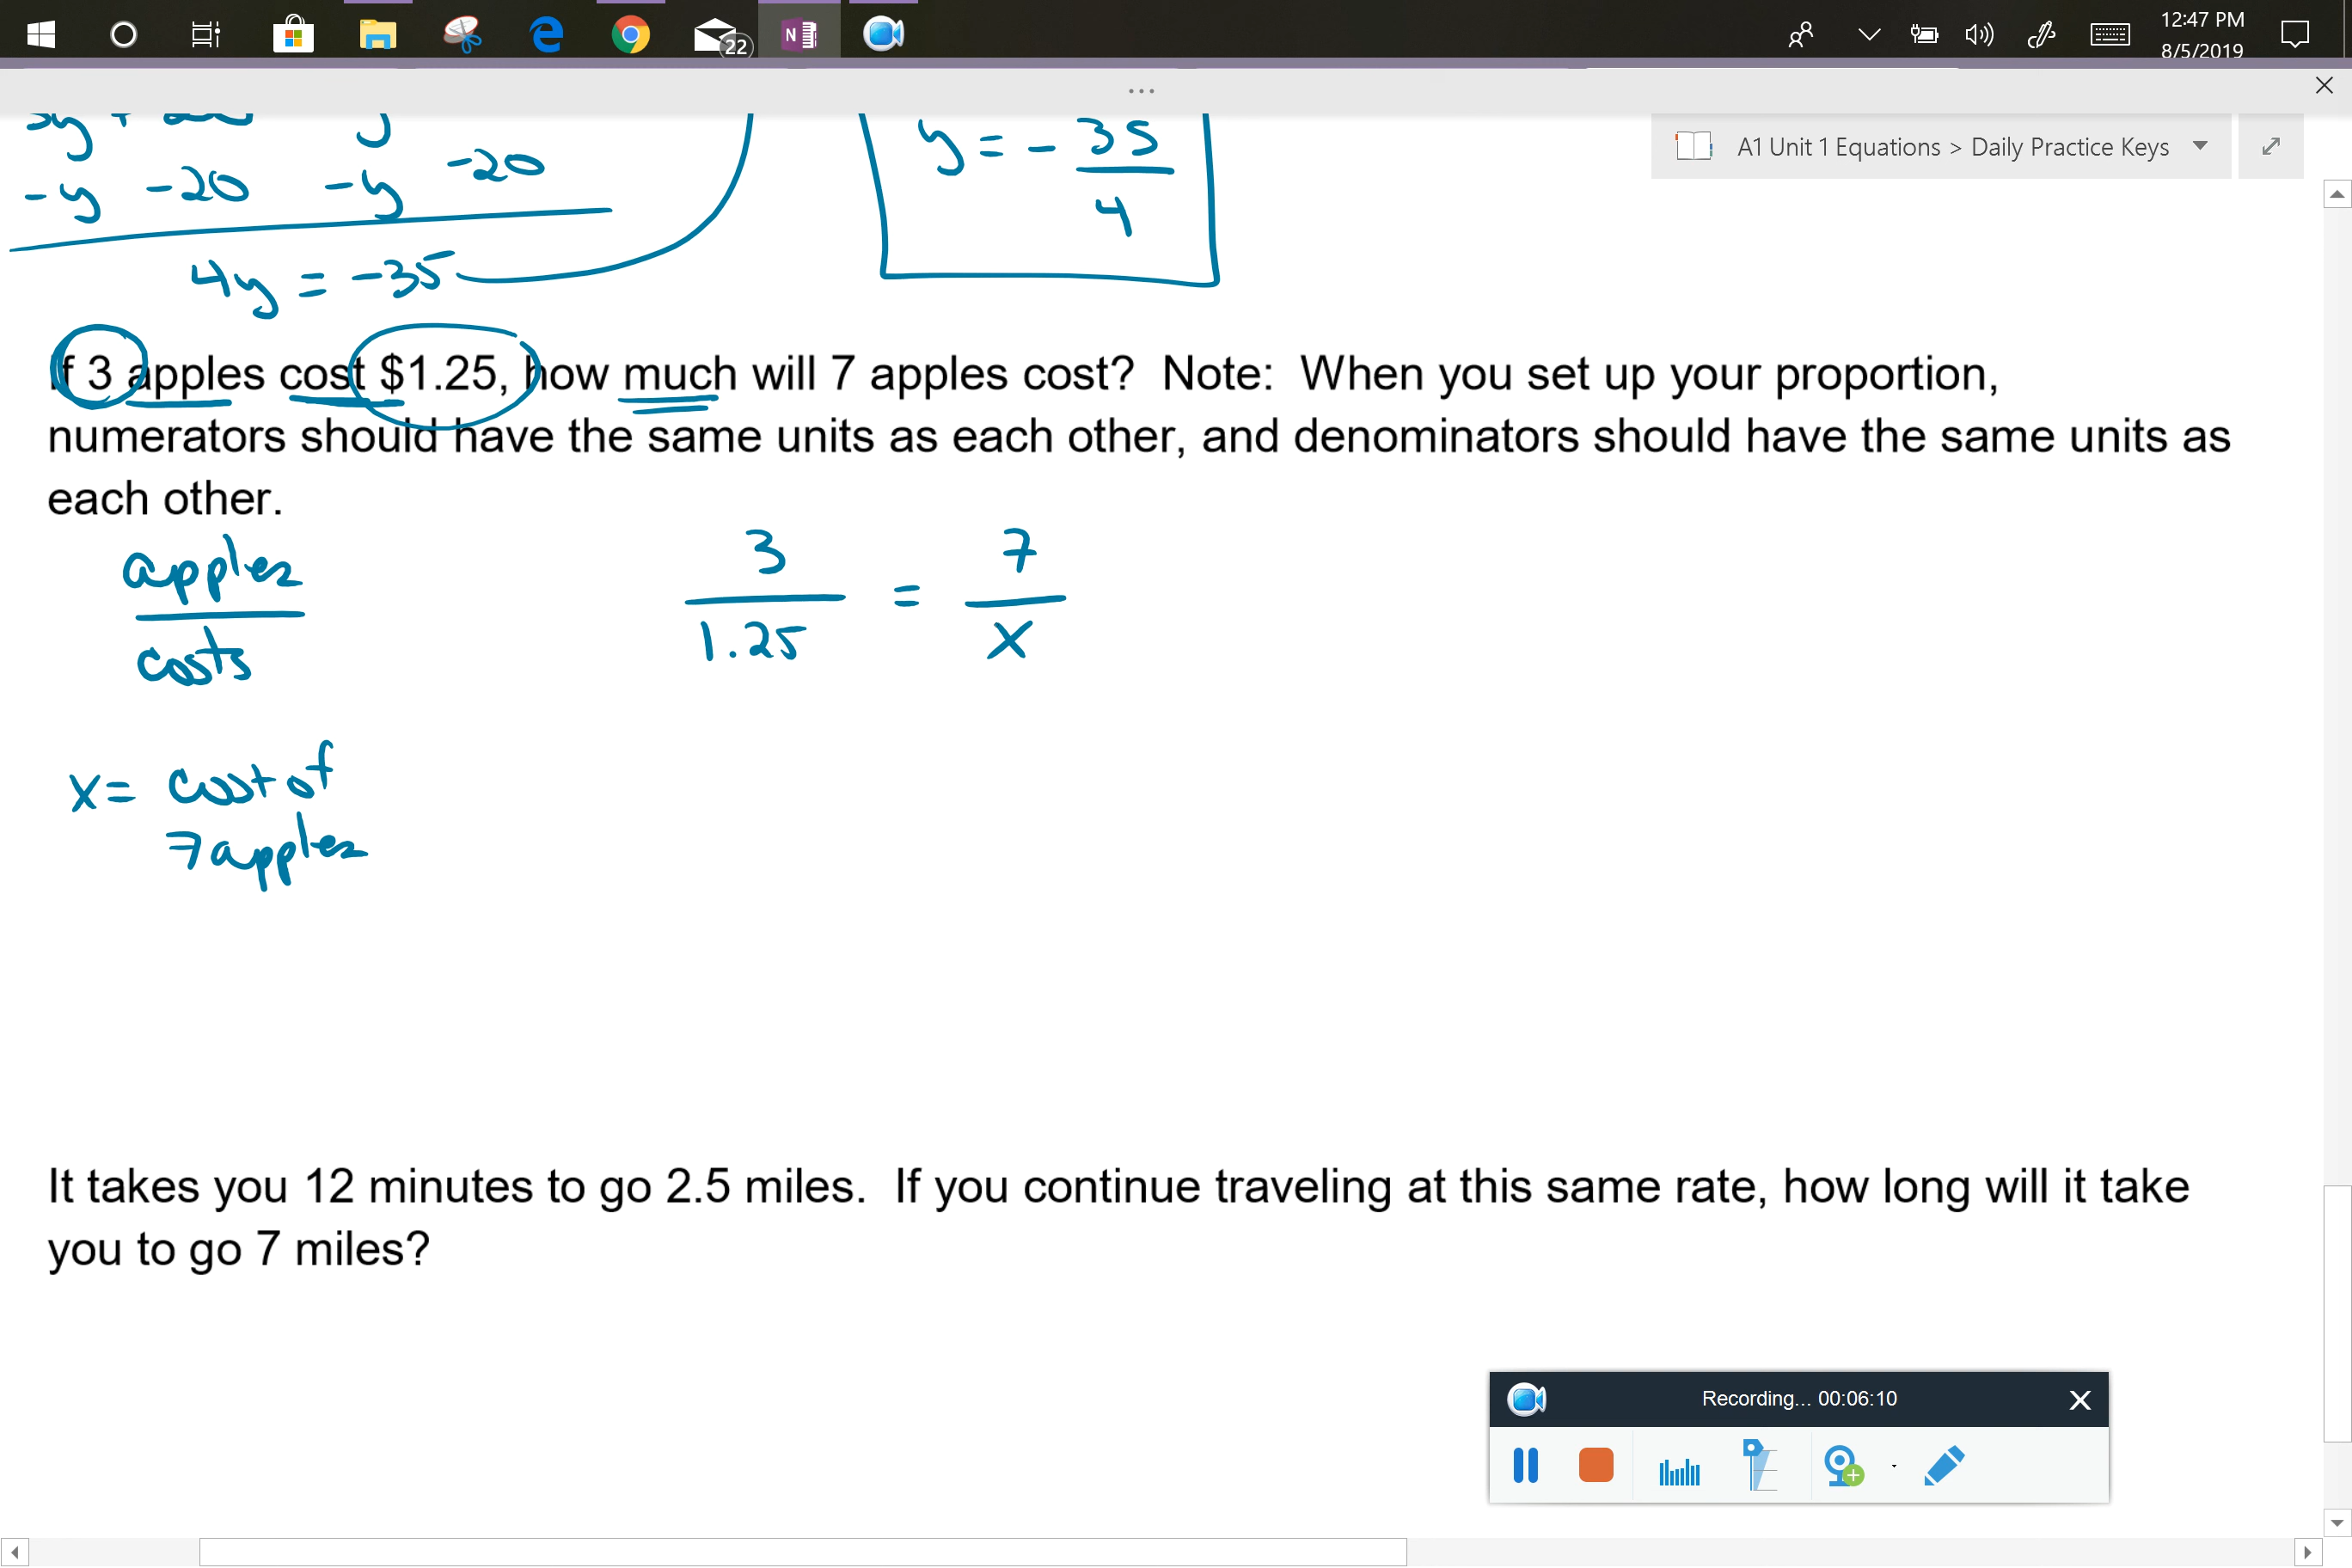 22
N
12:47 PM
8/5/2019
A1 Unit 1 Equations > Daily Practice Keys
-y -20 -y -20
4y = -35
y = - 35/4
If 3 apples cost $1.25, how much will 7 apples cost? Note: When you set up your proportion,
numerators should have the same units as each other, and denominators should have the same units as
each other.
apples
costs
3/1.25 = 7/x
x = cost of
7 apples
It takes you 12 minutes to go 2.5 miles. If you continue traveling at this same rate, how long will it take
you to go 7 miles?
Recording... 00:06:10